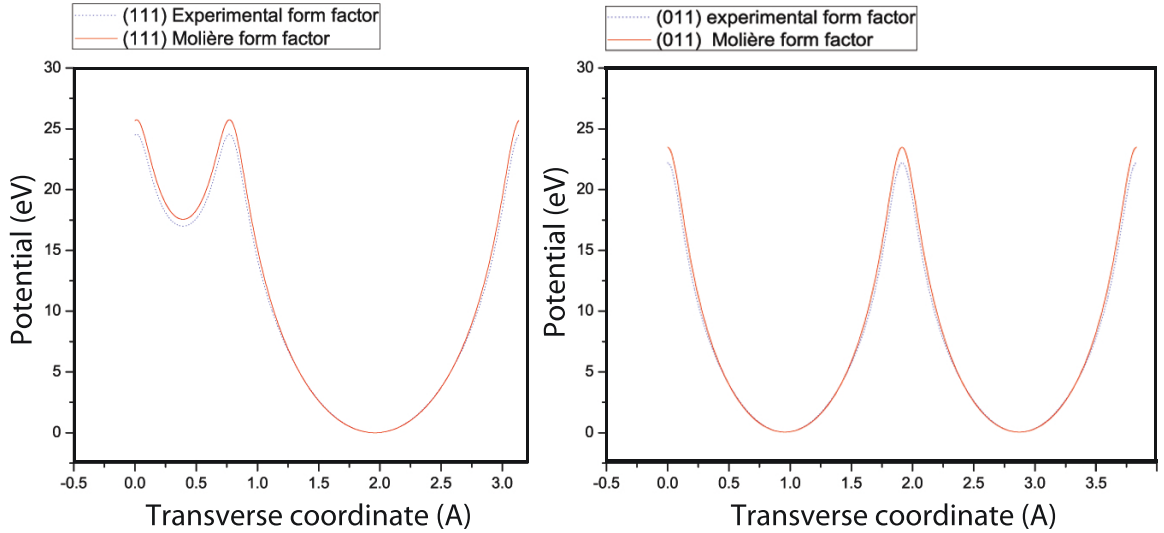 (111) Experimental form factor
(111) Molière form factor
30
25
20
15
10
5
0
Potential (eV)
-0.5 0.0 0.5 1.0 1.5 2.0 2.5 3.0
Transverse coordinate (A)
(011) experimental form factor
(011) Molière form factor
30
25
20
15
10
5
0
Potential (eV)
-0.5 0.0 0.5 1.0 1.5 2.0 2.5 3.0 3.5
Transverse coordinate (A)